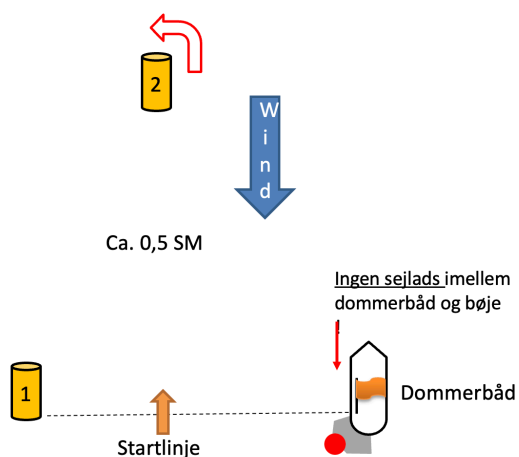 2
W
i
n
d
Ca. 0,5 SM
Ingen sejlads imellem
dommerbåd og bøje
!
1
Dommerbåd
Startlinje